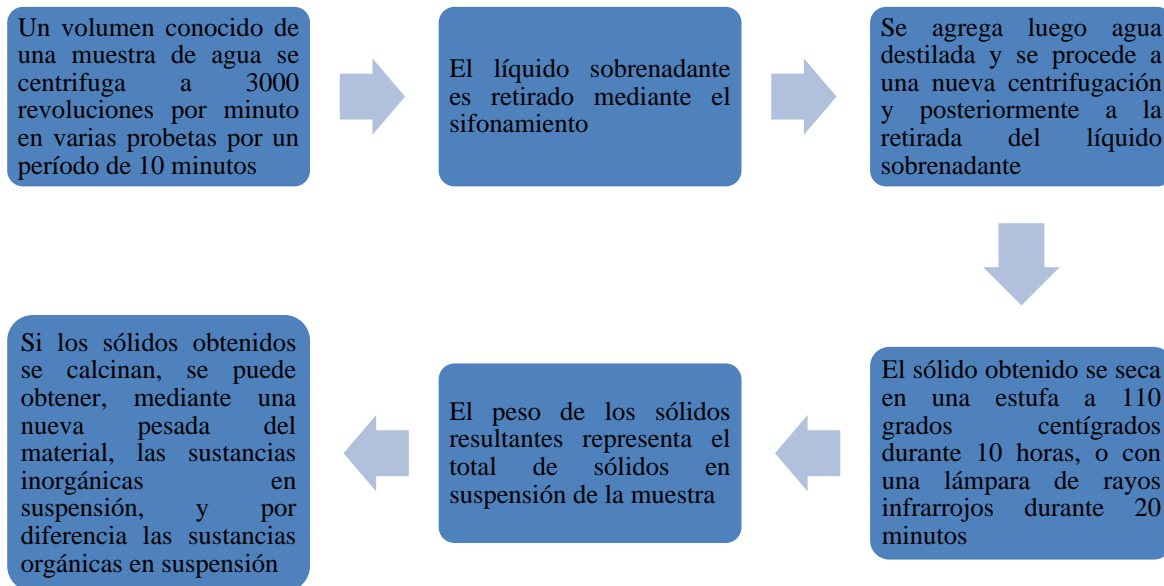 Un volumen conocido de
una muestra de agua se
centrifuga a 3000
revoluciones por minuto
en varias probetas por un
período de 10 minutos
El líquido sobrenadante
es retirado mediante el
sifonamiento
Se agrega luego agua
destilada y se procede a
una nueva centrifugación
y posteriormente a la
retirada del líquido
sobrenadante
El sólido obtenido se seca
en una estufa a 110
grados centígrados
durante 10 horas, o con
una lámpara de rayos
infrarrojos durante 20
minutos
El peso de los sólidos
resultantes representa el
total de sólidos en
suspensión de la muestra
Si los sólidos obtenidos
se calcinan, se puede
obtener, mediante una
nueva pesada del
material, las sustancias
inorgánicas en
suspensión, y por
diferencia las sustancias
orgánicas en suspensión